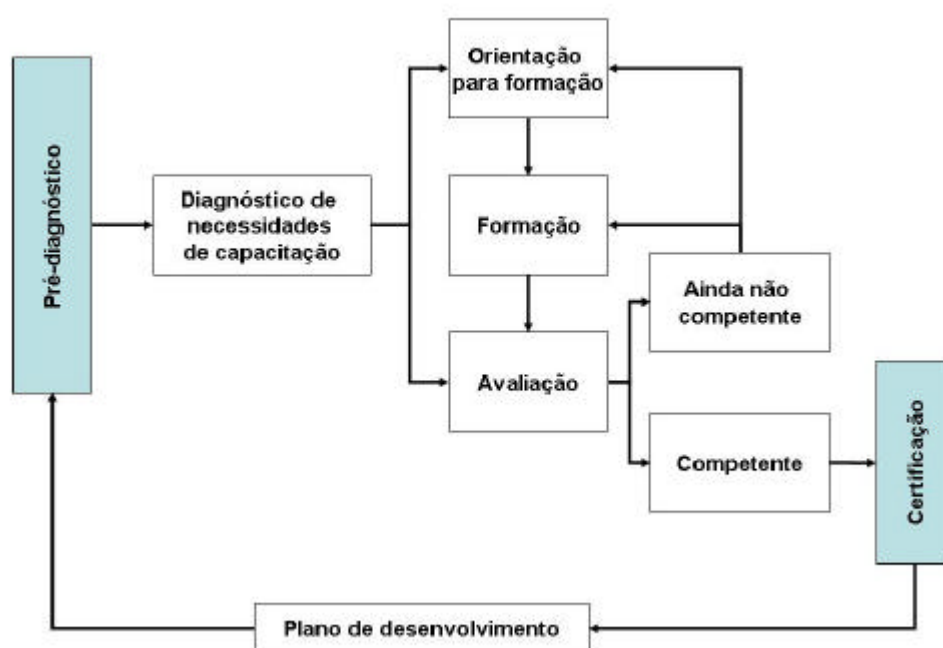 Pré-diagnóstico
Diagnóstico de
necessidades
de capacitação
Orientação
para formação
Formação
Avaliação
Ainda não
competente
Competente
Certificação
Plano de desenvolvimento